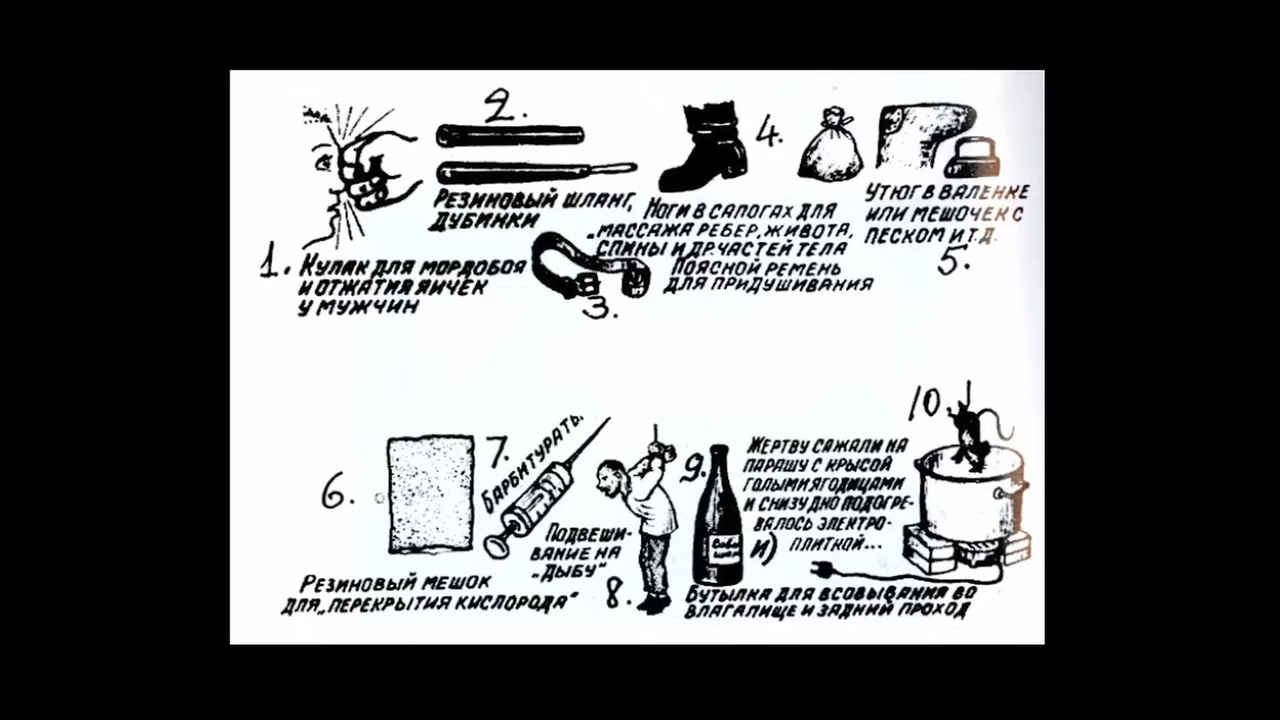 2.
РЕЗИНОВЫЙ ШЛАНГ,
ДУБИНКИ
4.
НОГИ В САПОГАХ ДЛЯ
„МАССАЖА РЕБЕР, ЖИВОТА,
СПИНЫ И ДР. ЧАСТЕЙ ТЕЛА
УТЮГ В ВАЛЕНКЕ
ИЛИ МЕШОЧЕК С
ПЕСКОМ И Т.Д.
5.
1. КУЛАК ДЛЯ МОРДОБОЯ
И ОТЖАТИЯ ЯИЧЕК
У МУЖЧИН
ПОЯСНОЙ РЕМЕНЬ
ДЛЯ ПРИДУШИВАНИЯ
3.
6.
РЕЗИНОВЫЙ МЕШОК
ДЛЯ „ПЕРЕКРЫТИЯ КИСЛОРОДА"
7.
БАРБИТУРАТЬ.
ПОДВЕШИ-
ВАНИЕ НА
„ДЫБУ"
8.
9.
И)
БУТЫЛКА ДЛЯ ВСОВЫВАНИЯ ВО
ВЛАГАЛИЩЕ И ЗАДНИЙ ПРОХОД
10.
ЖЕРТВУ САЖАЛИ НА
ПАРАШУ С КРЫСОЙ
ГОЛЫМИ ЯГОДИЦАМИ
И СНИЗУ ДНО ПОДОГРЕ-
ВАЛОСЬ ЭЛЕКТРО-
ПЛИТКОЙ...